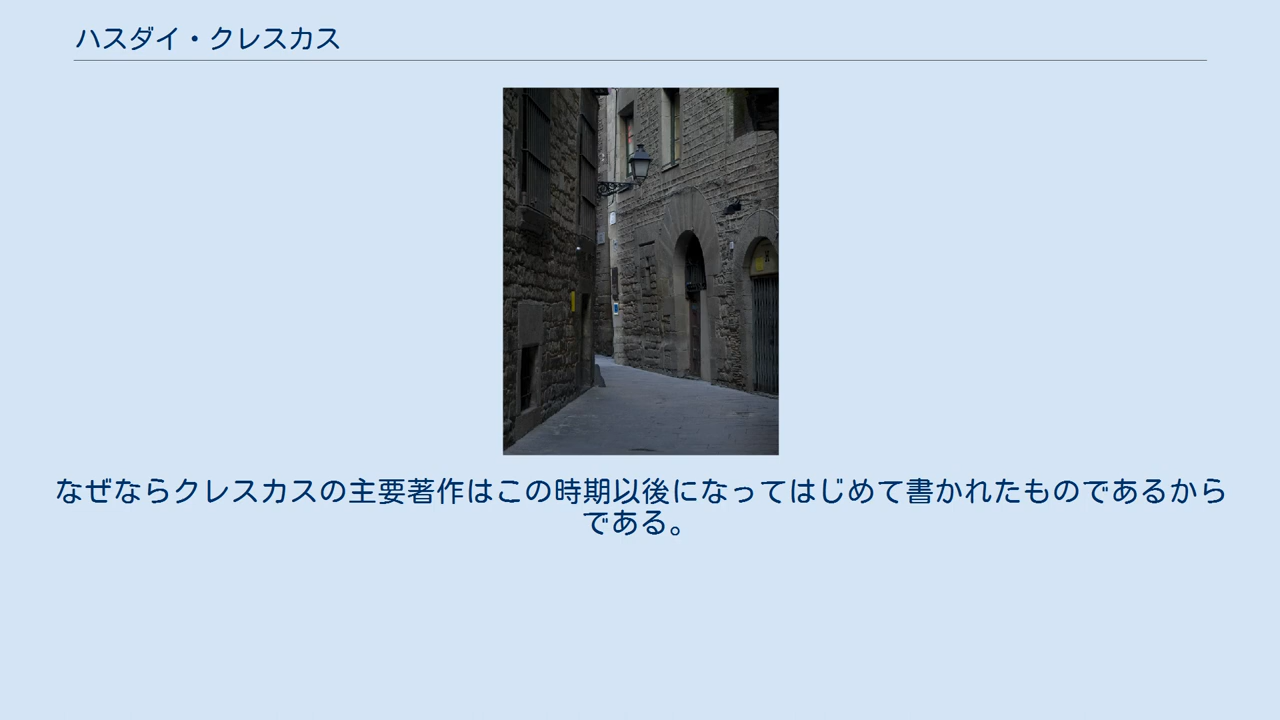 ハスダイ・クレスカス
なぜならクレスカスの主要著作はこの時期以後になってはじめて書かれたものであるから
である。